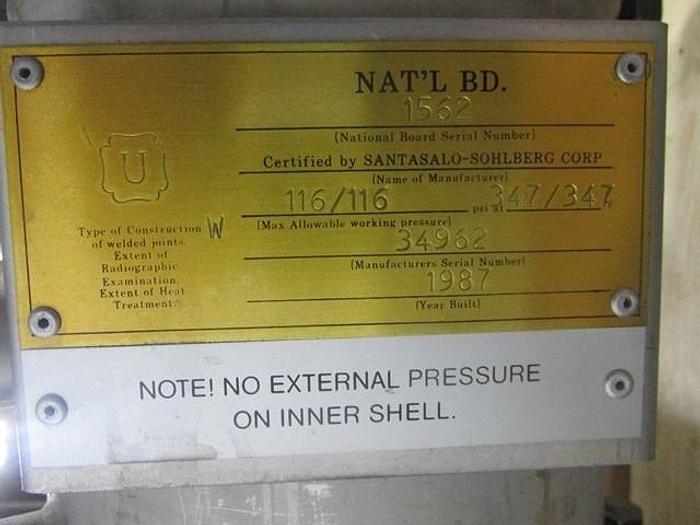 NAT'L BD.
1562
(National Board Serial Number)
U
Certified by SANTASALO-SOHLBERG CORP
(Name of Manufacturer)
116/116 psi at 347/347
(Max Allowable working pressure)
Type of Construction W
of welded joints.
Extent of
Radiographic
Examination.
Extent of Heat
Treatment:
34962
(Manufacturers Serial Number)
1987
(Year Built)
NOTE! NO EXTERNAL PRESSURE
ON INNER SHELL.